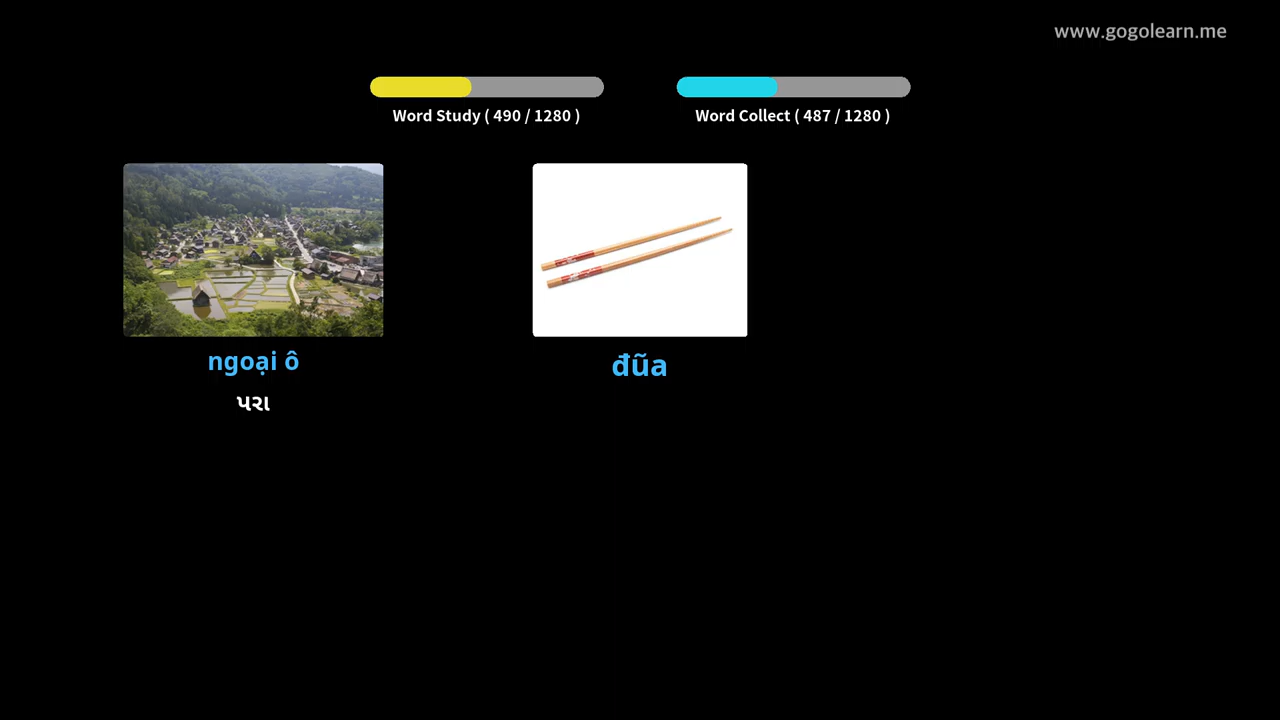 www.gogolearn.me
Word Study ( 490 / 1280 )
Word Collect ( 487 / 1280 )
ngoại ô
પરા
đũa